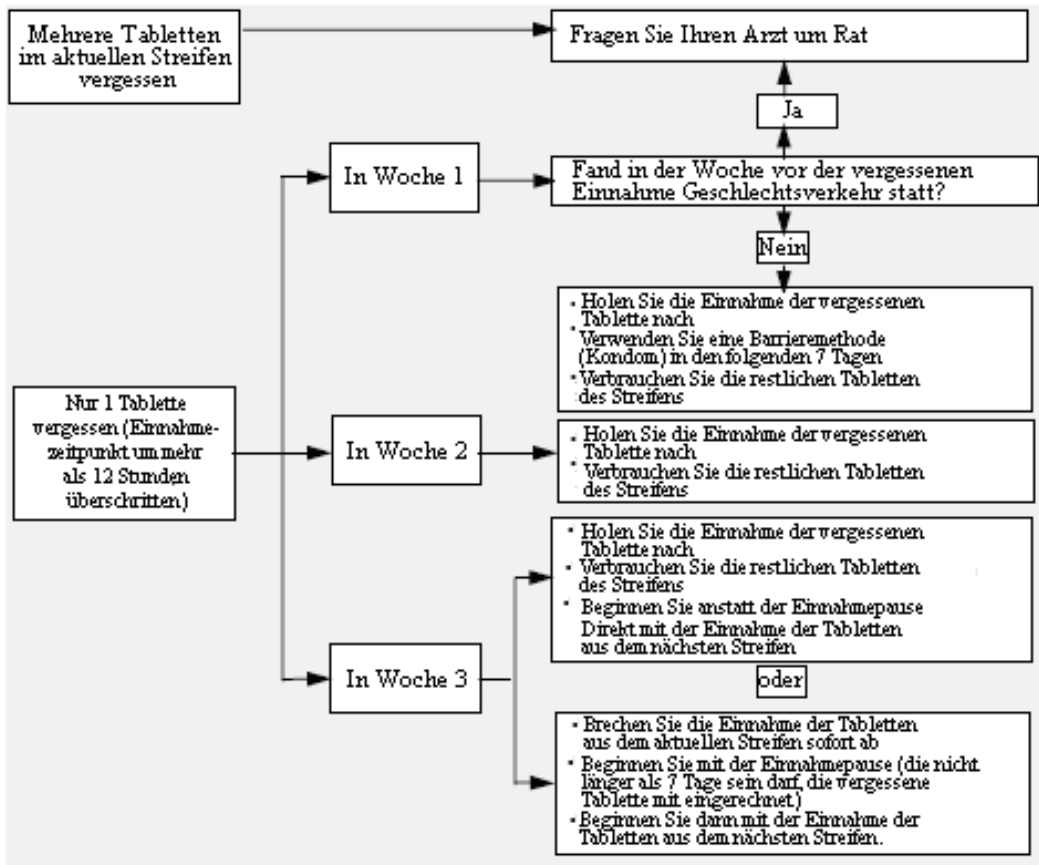 Mehrere Tabletten
im aktuellen Streifen
vergessen
Fragen Sie Ihren Arzt um Rat
Ja
In Woche 1
Fand in der Woche vor der vergessenen
Einnahme Geschlechtsverkehr statt?
Nein
• Holen Sie die Einnahme der vergessenen
Tablette nach
• Verwenden Sie eine Barrieremethode
(Kondom) in den folgenden 7 Tagen
• Verbrauchen Sie die restlichen Tabletten
des Streifens
Nur 1 Tablette
vergessen (Einnahme-
zeitpunkt um mehr
als 12 Stunden
überschritten)
In Woche 2
• Holen Sie die Einnahme der vergessenen
Tablette nach
• Verbrauchen Sie die restlichen Tabletten
des Streifens
In Woche 3
• Holen Sie die Einnahme der vergessenen
Tablette nach
• Verbrauchen Sie die restlichen Tabletten
des Streifens
• Beginnen Sie anstatt der Einnahmepause
Direkt mit der Einnahme der Tabletten
aus dem nächsten Streifen
oder
• Brechen Sie die Einnahme der Tabletten
aus dem aktuellen Streifen sofort ab
• Beginnen Sie mit der Einnahmepause (die nicht
länger als 7 Tage sein darf, die vergessene
Tablette mit eingerechnet)
• Beginnen Sie dann mit der Einnahme der
Tabletten aus dem nächsten Streifen.